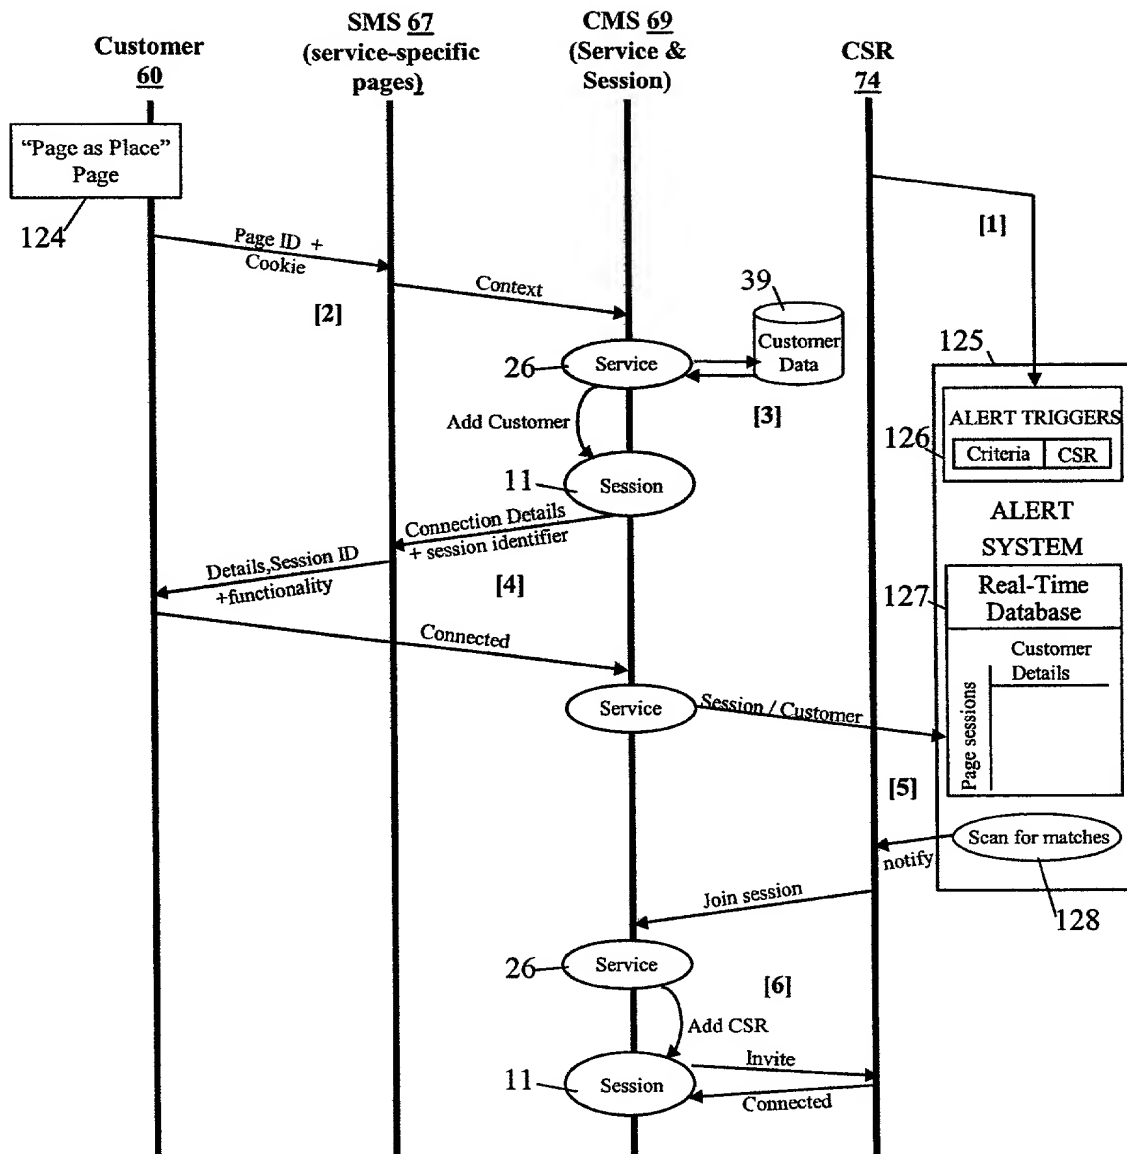 Customer
60
SMS 67
(service-specific
pages)
CMS 69
(Service &
Session)
CSR
74
“Page as Place”
Page
124
Page ID +
Cookie
[1]
Context
[2]
39
Customer
Data
26
Service
[3]
Add Customer
125
ALERT TRIGGERS
126
Criteria
CSR
11
Session
ALERT
SYSTEM
Connection Details
+ session identifier
Details,Session ID
+functionality
[4]
127
Real-Time
Database
Connected
Customer
Details
Page sessions
Service
Session / Customer
[5]
Scan for matches
notify
128
Join session
26
Service
[6]
Add CSR
Invite
11
Session
Connected